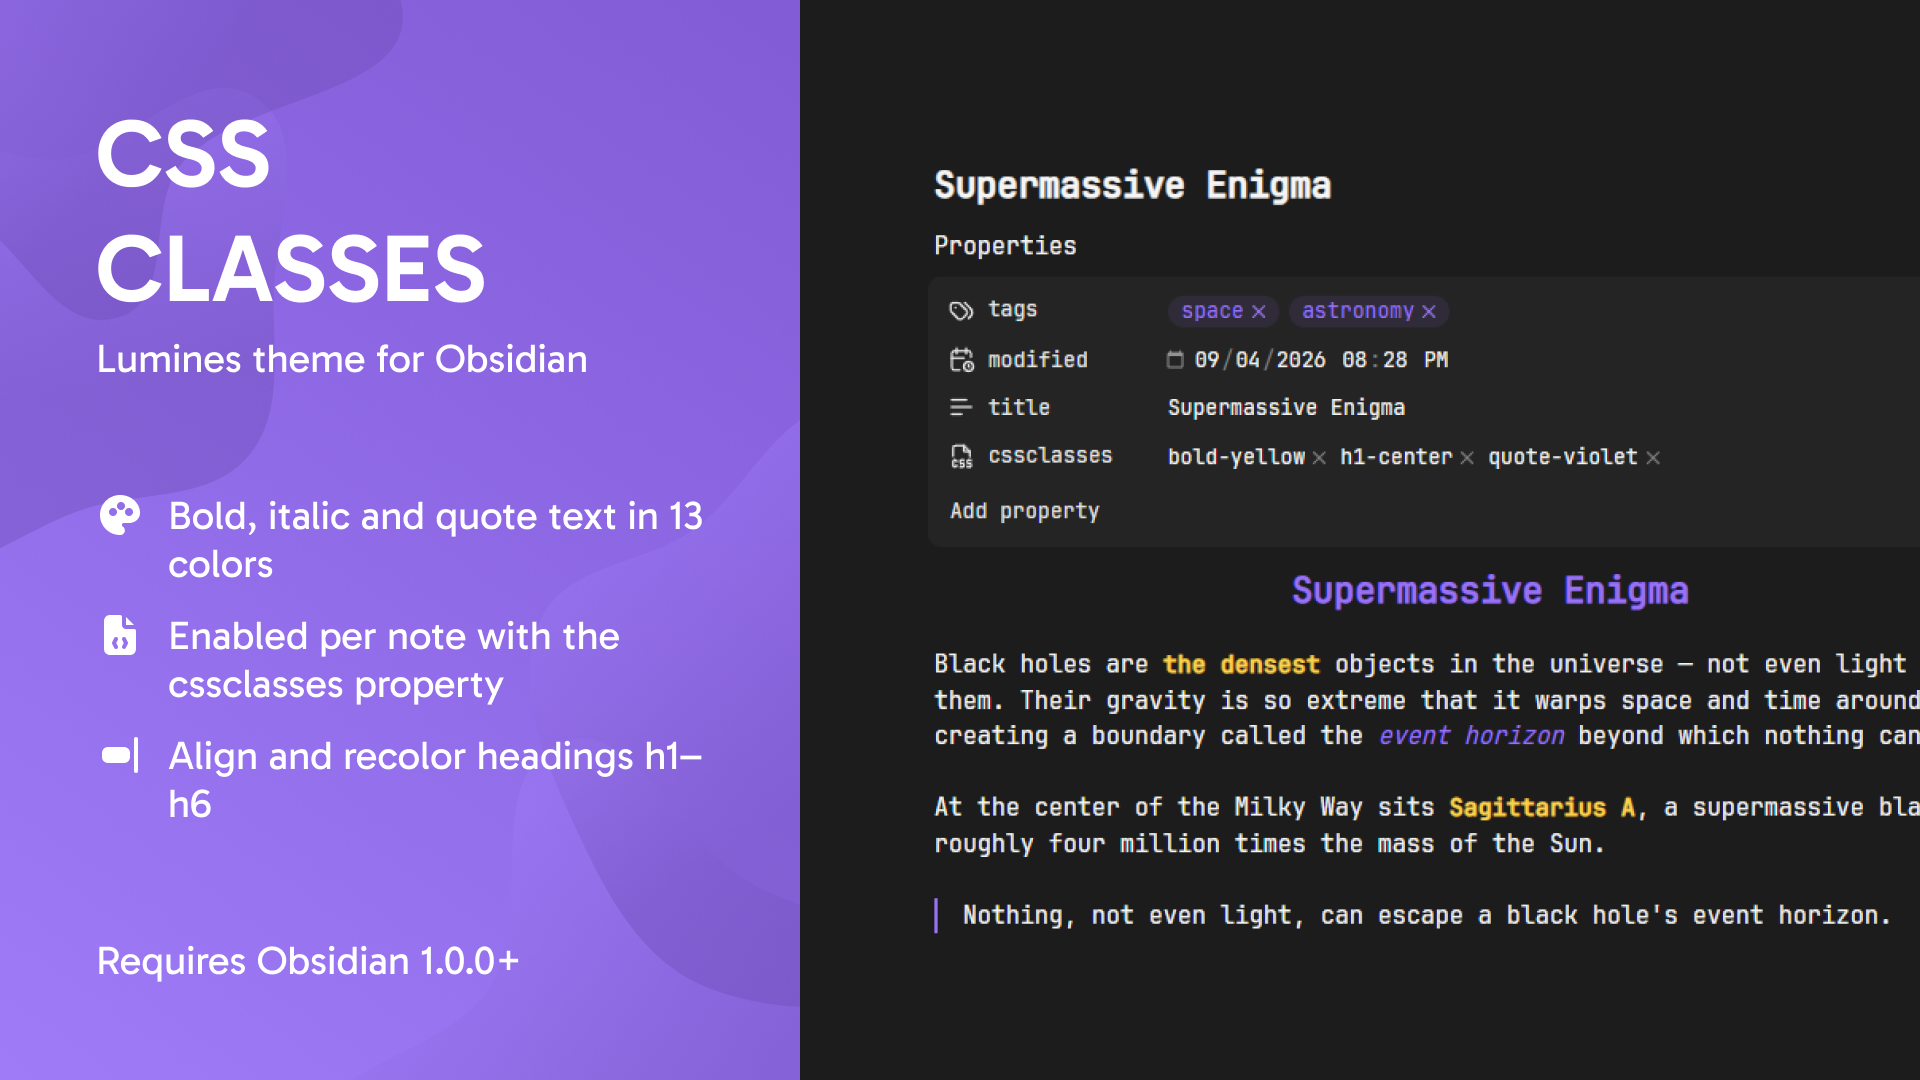 CSS
CLASSES
Lumines theme for Obsidian
Bold, italic and quote text in 13
colors
Enabled per note with the
cssclasses property
Align and recolor headings h1–
h6
Requires Obsidian 1.0.0+
Supermassive Enigma
Properties
tags space × astronomy ×
modified 09/04/2026 08:28 PM
title Supermassive Enigma
cssclasses bold-yellow × h1-center × quote-violet ×
Add property
Supermassive Enigma
Black holes are the densest objects in the universe — not even light
them. Their gravity is so extreme that it warps space and time around
creating a boundary called the event horizon beyond which nothing can
At the center of the Milky Way sits Sagittarius A, a supermassive bla
roughly four million times the mass of the Sun.
Nothing, not even light, can escape a black hole's event horizon.